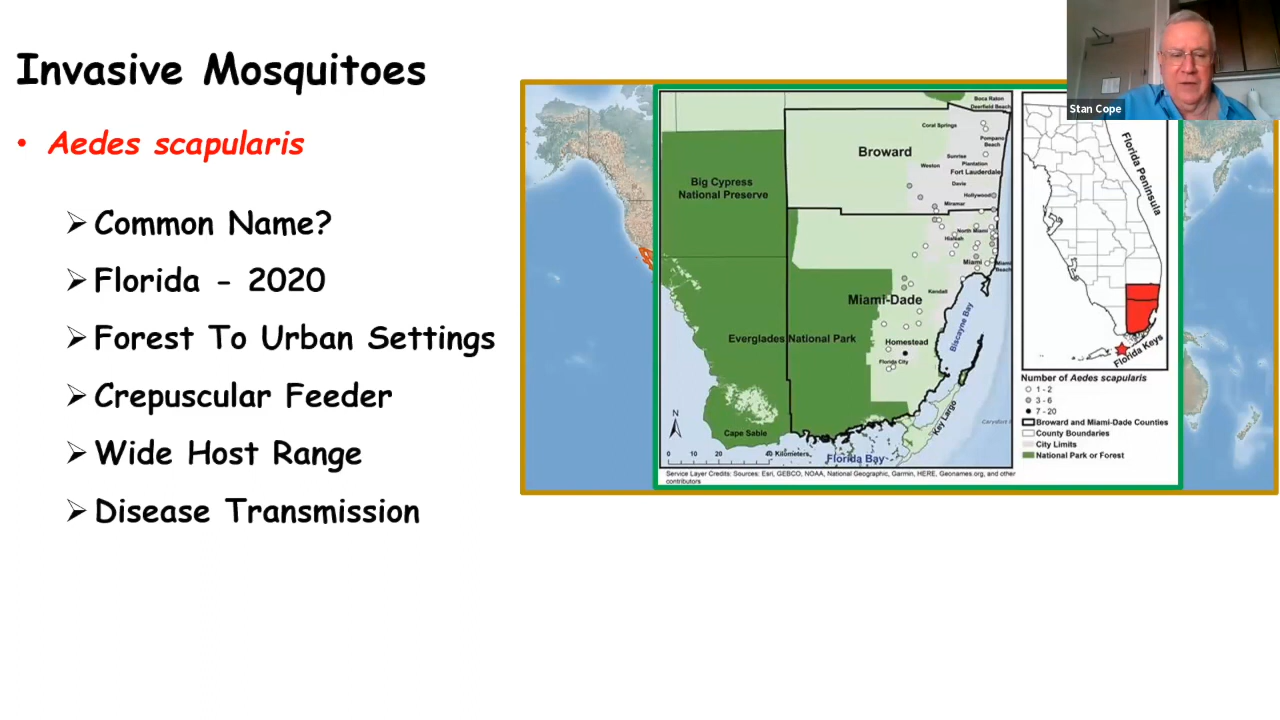 Invasive Mosquitoes
• Aedes scapularis
➢ Common Name?
➢ Florida - 2020
➢ Forest To Urban Settings
➢ Crepuscular Feeder
➢ Wide Host Range
➢ Disease Transmission
Stan Cope
Boca Raton
Deerfield Beach
Coral Springs
Pompano
Beach
Broward
Sunrise
Weston
Plantation
Fort Lauderdale
Davie
Hollywood
Miramar
Big Cypress
National Preserve
North Miami
Hialeah
Miami
Miami
Beach
Kendall
Miami-Dade
Biscayne Bay
Everglades National Park
Homestead
Florida City
Key Largo
N
Cape Sable
0 10 20 40 Kilometers
Florida Bay
Carysfort
Service Layer Credits: Sources: Esri, GEBCO, NOAA, National Geographic, Garmin, HERE, Geonames.org, and other
contributors
Florida Peninsula
Florida Keys
Number of Aedes scapularis
1 - 2
3 - 6
7 - 20
Broward and Miami-Dade Counties
County Boundaries
City Limits
National Park or Forest